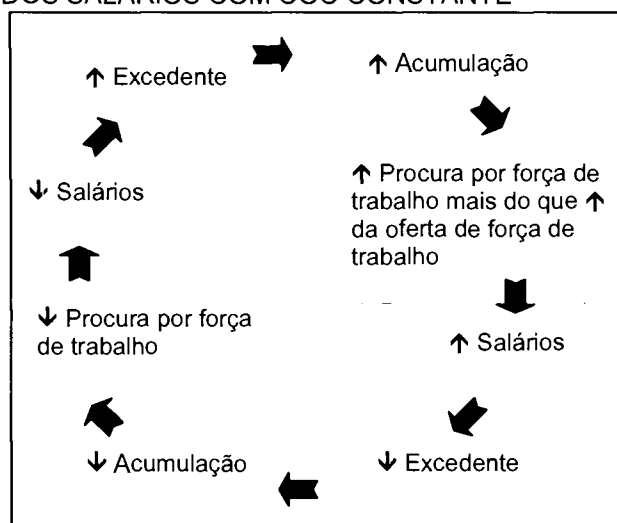 DOS SALÁRIOS COM COC CONSTANTE
↑ Excedente
↑ Acumulação
↑ Procura por força de
trabalho mais do que ↑
da oferta de força de
trabalho
↑ Salários
↓ Excedente
↓ Acumulação
↓ Procura por força
de trabalho
↓ Salários